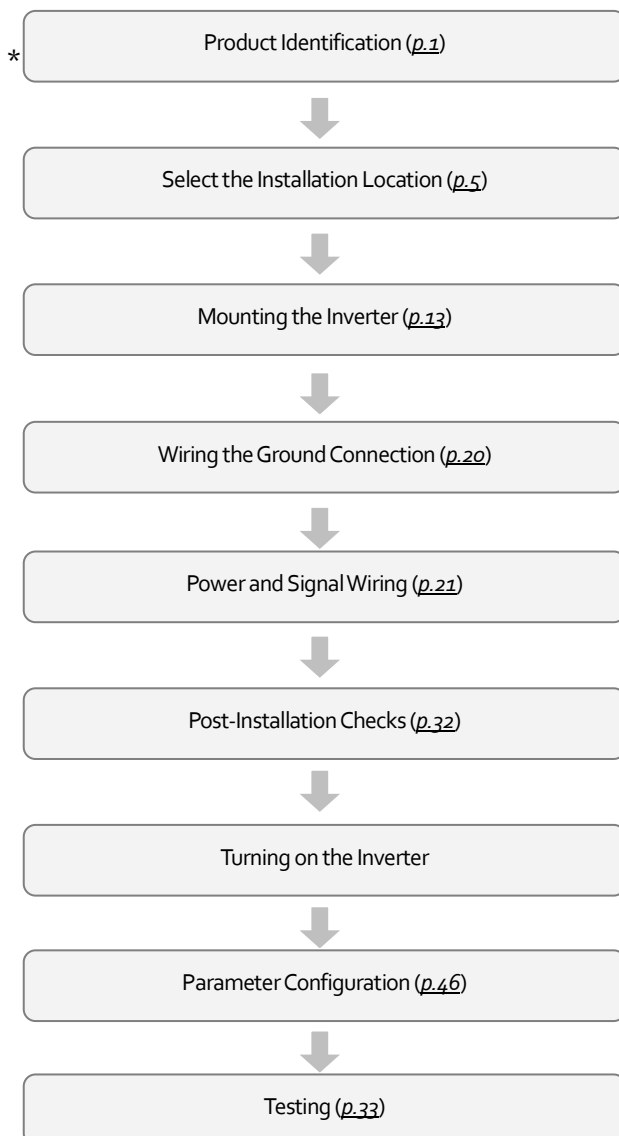 Product Identification (p.1)
*
Select the Installation Location (p.5)
Mounting the Inverter (p.13)
Wiring the Ground Connection (p.20)
Power and Signal Wiring (p.21)
Post-Installation Checks (p.32)
Turning on the Inverter
Parameter Configuration (p.46)
Testing (p.33)